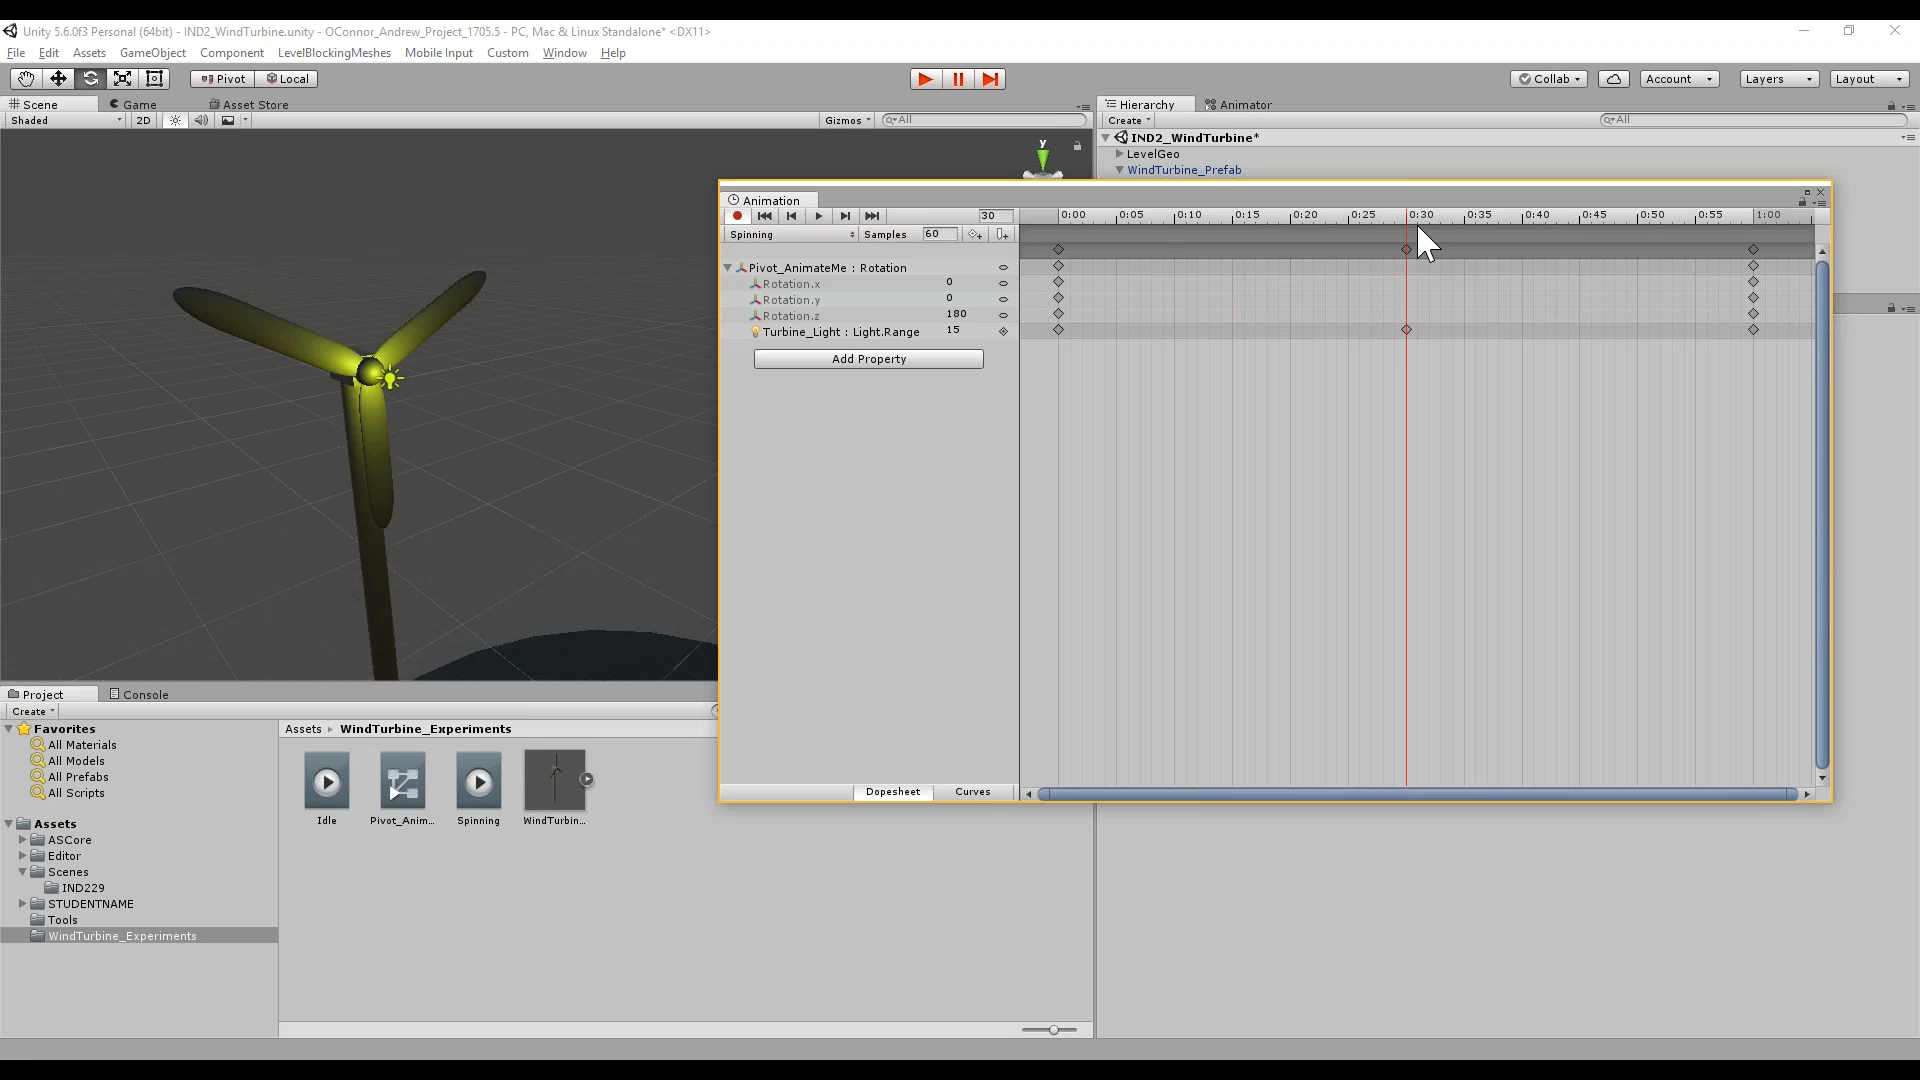 Unity 5.6.0f3 Personal (64bit) - IND2_WindTurbine.unity - OConnor_Andrew_Project_1705.5 - PC, Mac & Linux Standalone* <DX11>
File Edit Assets GameObject Component LevelBlockingMeshes Mobile Input Custom Window Help
Pivot Local Collab Account Layers Layout
Scene Game Asset Store Hierarchy Animator
Shaded 2D Gizmos All Create All
IND2_WindTurbine*
LevelGeo
WindTurbine_Prefab
y
Animation
30 0:00 0:05 0:10 0:15 0:20 0:25 0:30 0:35 0:40 0:45 0:50 0:55 1:00
Spinning Samples 60
Pivot_AnimateMe : Rotation
Rotation.x 0
Rotation.y 0
Rotation.z 180
Turbine_Light : Light.Range 15
Add Property
Dopesheet Curves
Project Console
Create
Favorites
All Materials
All Models
All Prefabs
All Scripts
Assets
ASCore
Editor
Scenes
IND229
STUDENTNAME
Tools
WindTurbine_Experiments
Assets WindTurbine_Experiments
Idle Pivot_Anim... Spinning WindTurbin...